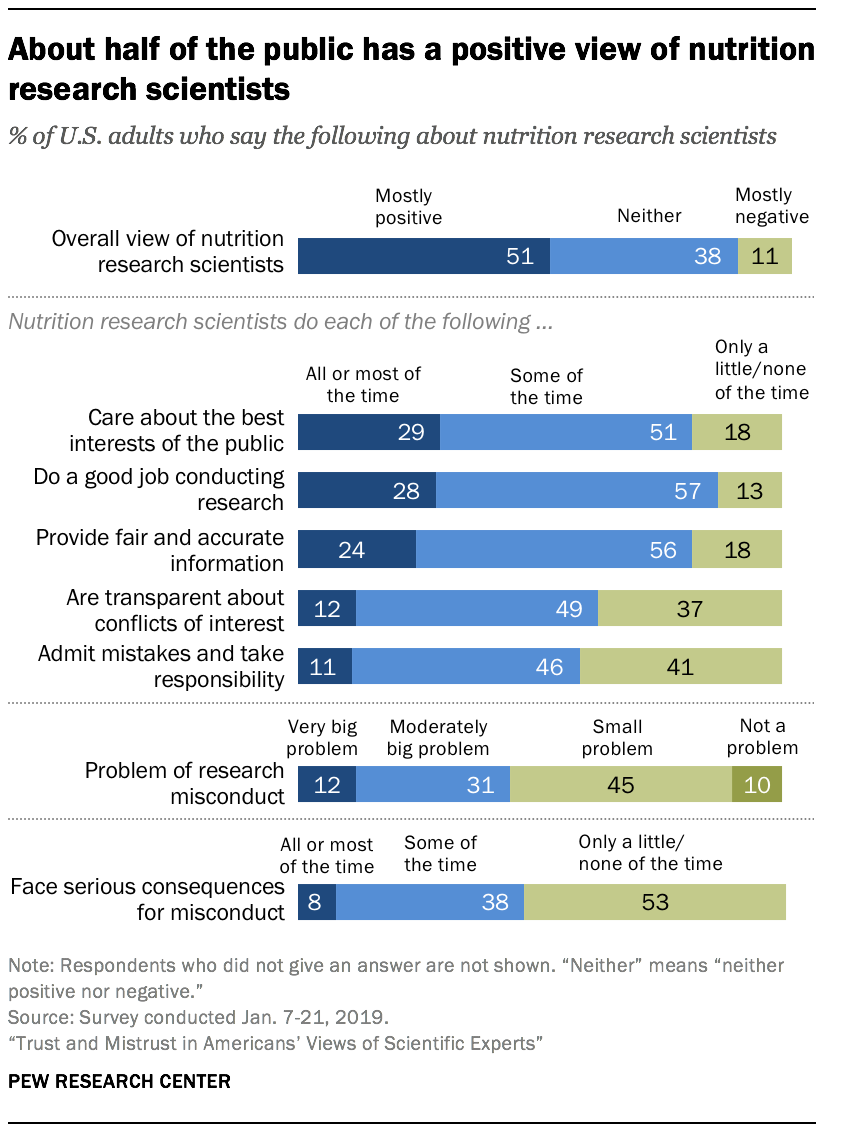 About half of the public has a positive view of nutrition
research scientists
% of U.S. adults who say the following about nutrition research scientists
Mostly
positive
Neither
Mostly
negative
Overall view of nutrition
research scientists
51
38
11
Nutrition research scientists do each of the following ...
All or most of
the time
Some of
the time
Only a
little/none
of the time
Care about the best
interests of the public
29
51
18
Do a good job conducting
research
28
57
13
Provide fair and accurate
information
24
56
18
Are transparent about
conflicts of interest
12
49
37
Admit mistakes and take
responsibility
11
46
41
Very big
problem
Moderately
big problem
Small
problem
Not a
problem
Problem of research
misconduct
12
31
45
10
All or most
of the time
Some of
the time
Only a little/
none of the time
Face serious consequences
for misconduct
8
38
53
Note: Respondents who did not give an answer are not shown. “Neither” means “neither
positive nor negative.”
Source: Survey conducted Jan. 7-21, 2019.
“Trust and Mistrust in Americans’ Views of Scientific Experts”
PEW RESEARCH CENTER